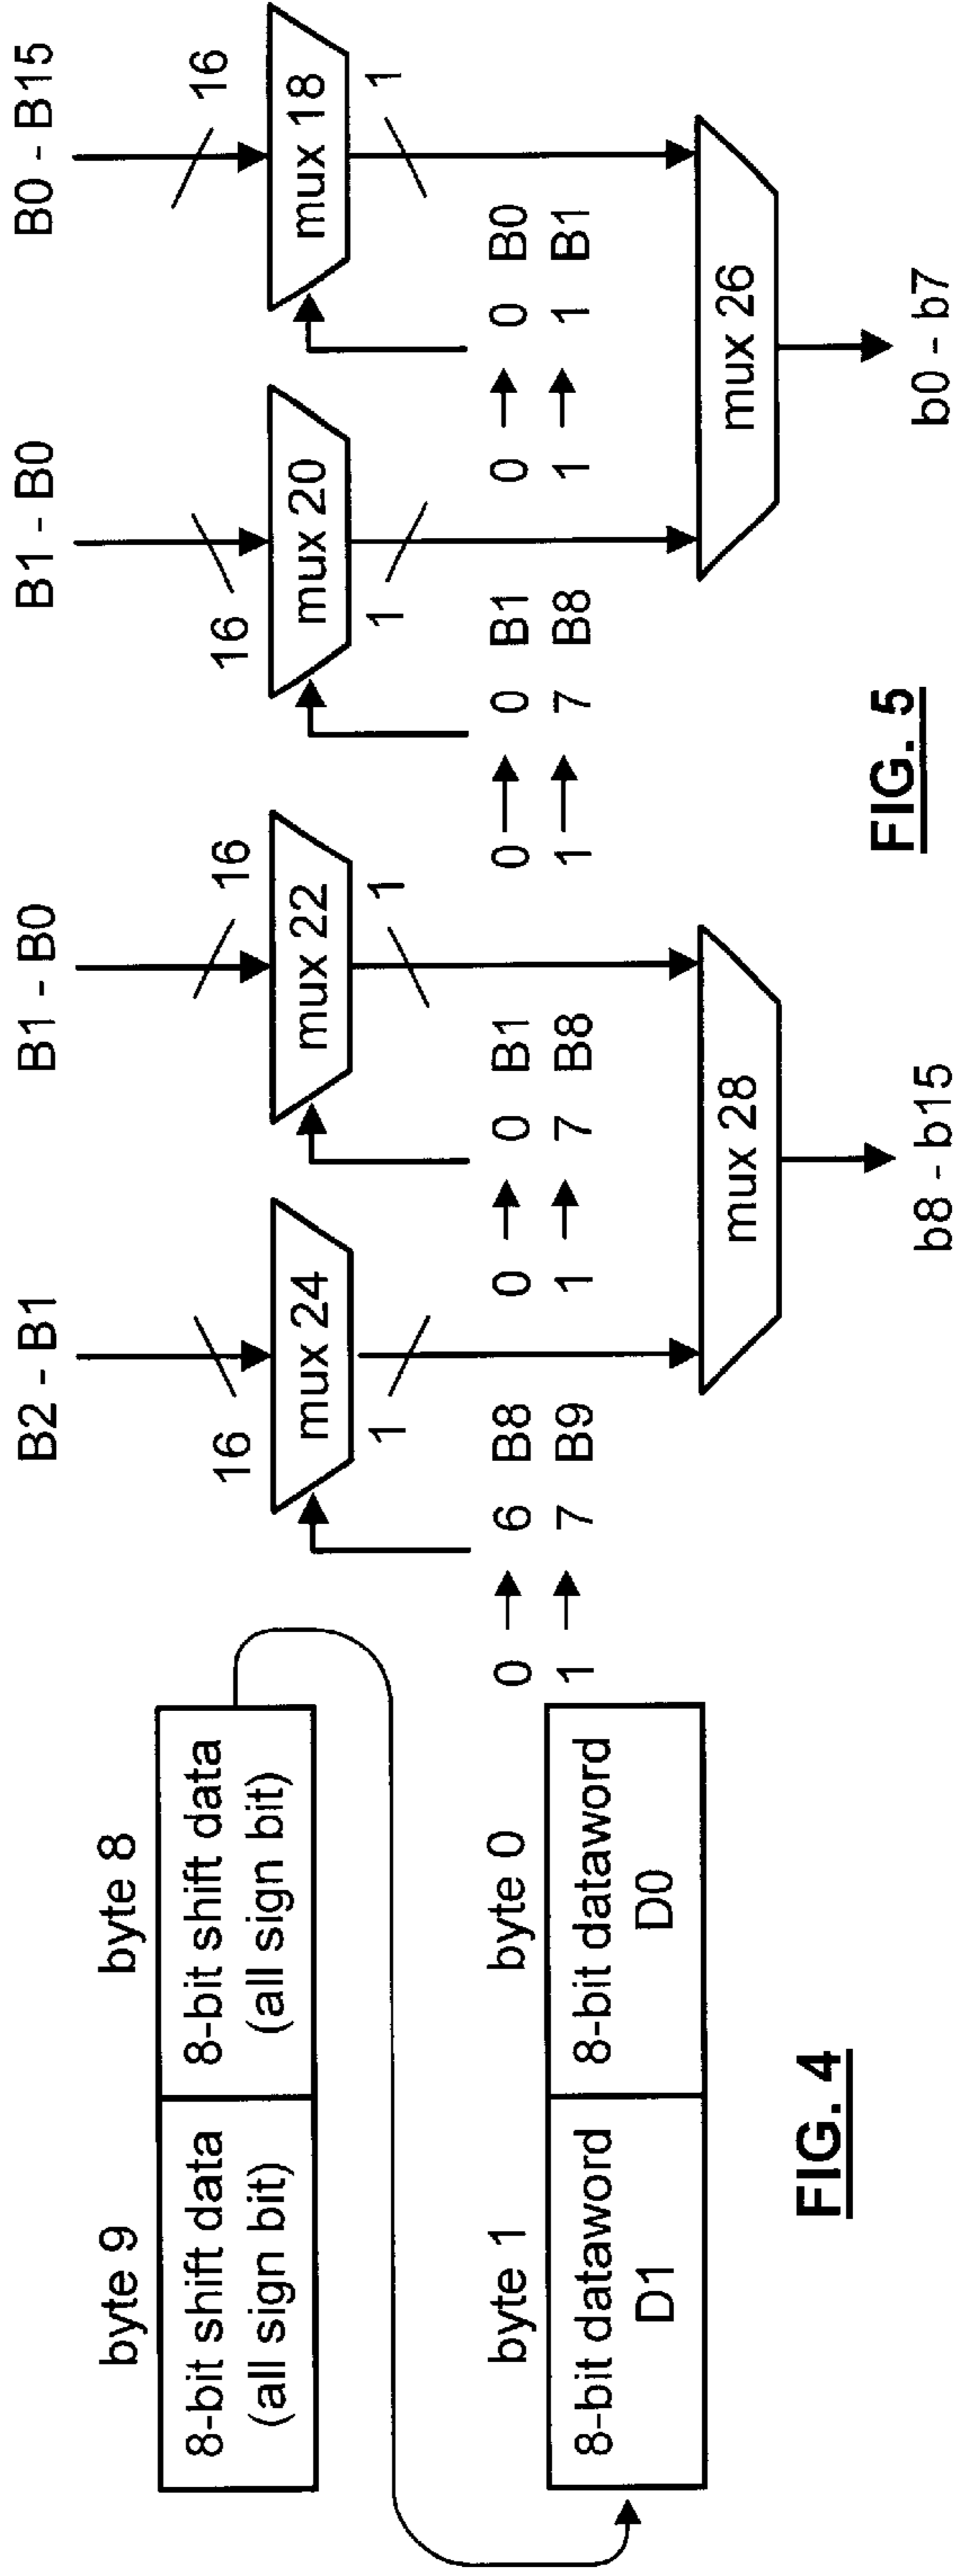 byte 9
byte 8
8-bit shift data
(all sign bit)
8-bit shift data
(all sign bit)
byte 1
byte 0
8-bit dataword
D1
8-bit dataword
D0
FIG. 4
B2 - B1
B1 - B0
B1 - B0
B0 - B15
16
16
16
16
mux 24
mux 22
mux 20
mux 18
1
1
1
1
0 6 B8
0 0 B1
0 0 B1
0 0 B0
1 7 B9
1 7 B8
1 7 B8
1 1 B1
mux 28
mux 26
b8 - b15
b0 - b7
FIG. 5